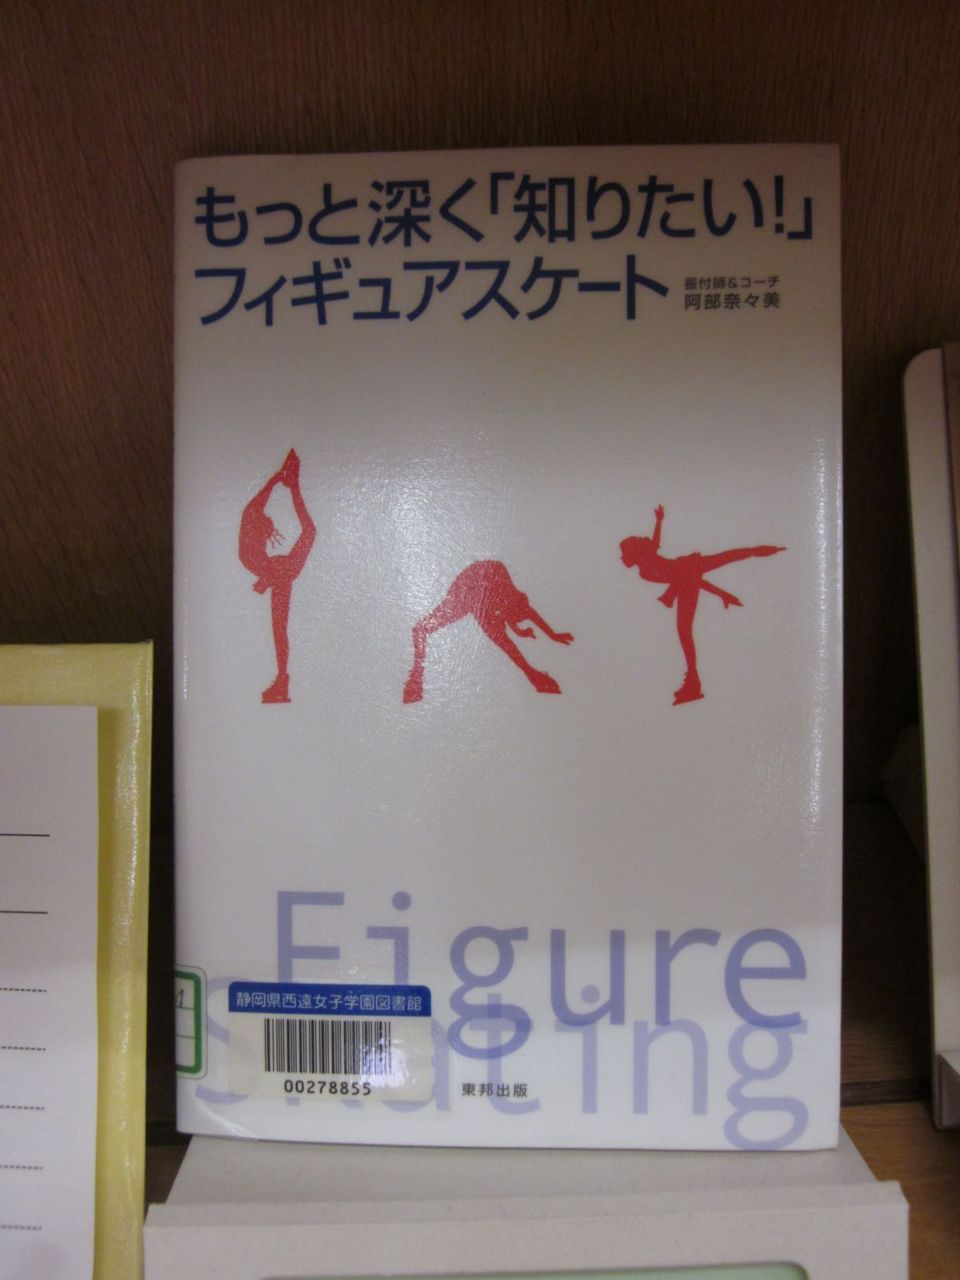 もっと深く「知りたい!」
フィギュアスケート
振付師&コーチ
阿部奈々美
Figure
Skating
1
静岡県西遠女子学園図書館
00278855
東邦出版